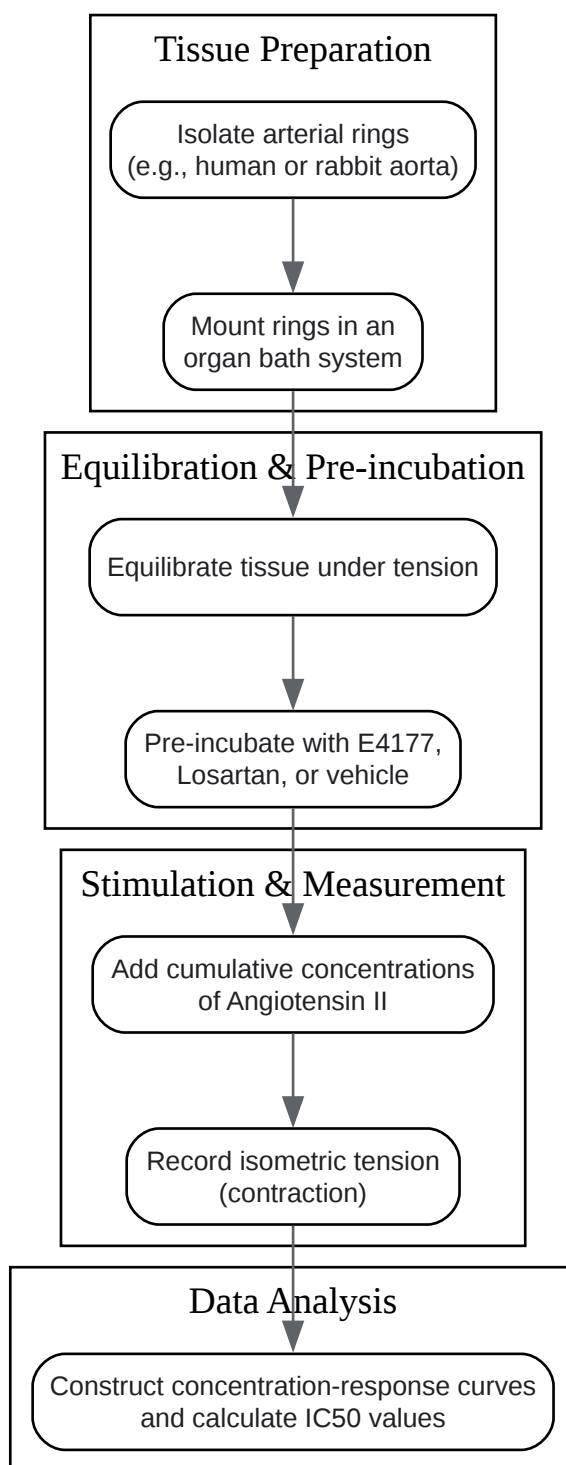 Tissue Preparation
Isolate arterial rings
(e.g., human or rabbit aorta)
Mount rings in an
organ bath system
Equilibration & Pre-incubation
Equilibrate tissue under tension
Pre-incubate with E4177,
Losartan, or vehicle
Stimulation & Measurement
Add cumulative concentrations
of Angiotensin II
Record isometric tension
(contraction)
Data Analysis
Construct concentration-response curves
and calculate IC50 values